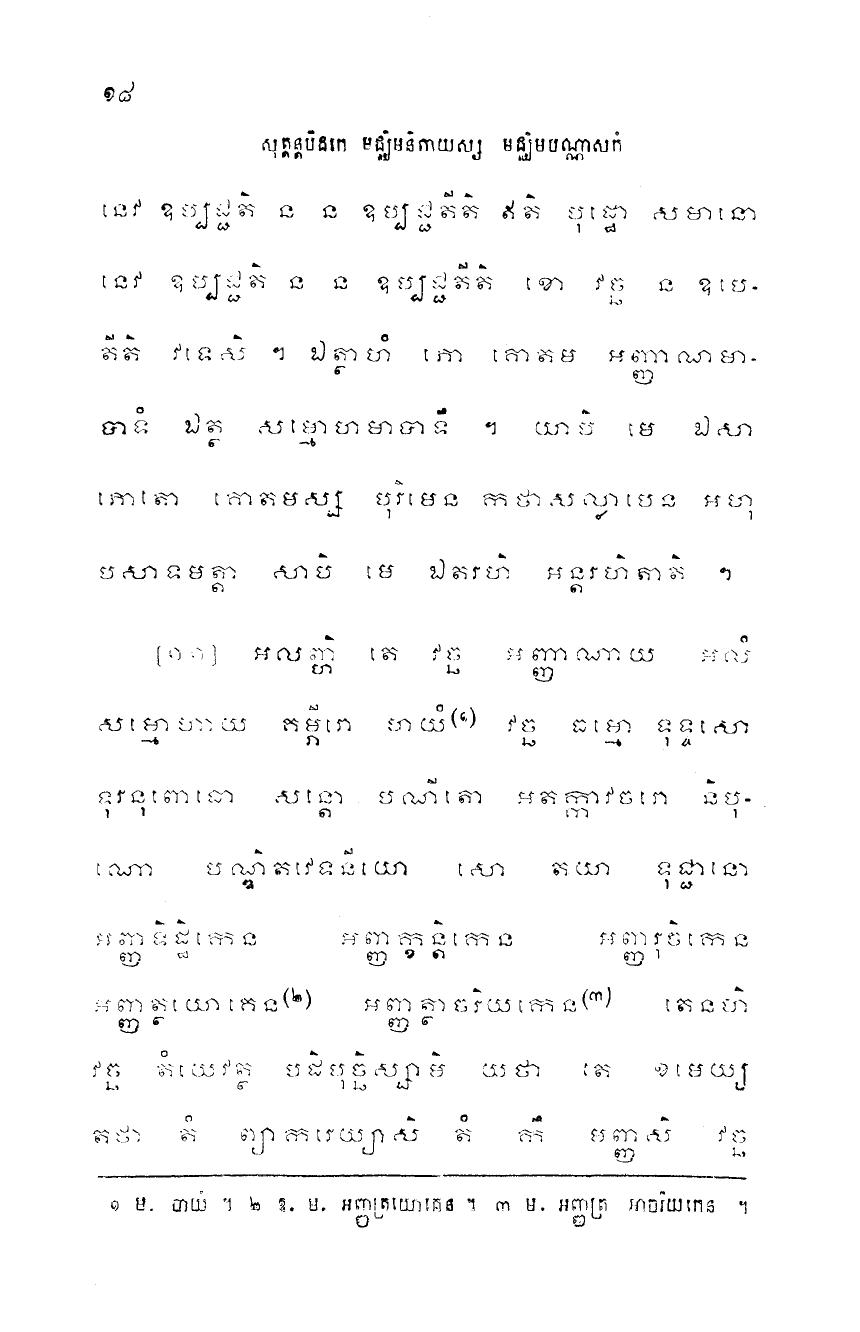 ១៨
សុត្តន្តបិដកេ មជ្ឈិមនិកាយស្ស មជ្ឈិមបណ្ណាសកំ
នេវ ឧប្បជ្ជតិ ន ន ឧប្បជ្ជតីតិ ឥតិ បុដ្ឋោ សមានោ
នេវ ឧប្បជ្ជតិ ន ន ឧប្បជ្ជតីតិ ខោ វច្ឆ ន ឧបេ-
តីតិ វទេសិ ។ ឯត្ថាហំ ភោ គោតម អញ្ញាណមា-
ទានំ ឯត្ថ សម្មោហមាទានឹ ។ យាបិ មេ ឯសា
ភោតោ គោតមស្ស បុរិមេន កថាសល្លាបេន អហុ
បសាទមត្តា សាបិ មេ ឯតរហិ អន្តរហិតាតិ ។
[១១] អលញ្ហិ តេ វច្ឆ អញ្ញាណាយ អលំ
សម្មោហាយ គម្ភីរោ ហាយំ(១) វច្ឆ ធម្មោ ទុទ្ទសោ
ទុរនុពោធោ សន្តោ បណីតោ អតក្កាវចរោ និបុ-
ណោ បណ្ឌិតវេទនីយោ សោ តយា ទុជ្ជានោ
អញ្ញទិដ្ឋិកេន អញ្ញក្ខន្តិកេន អញ្ញរុចិកេន
អញ្ញត្ថយោគេន(២) អញ្ញត្ថាចរិយកេន(៣) តេនហិ
វច្ឆ តំយេវត្ថ បដិបុច្ឆិស្សាមិ យថា តេ ខមេយ្យ
តថា តំ ព្យាករេយ្យាសិ តំ កឹ មញ្ញសិ វច្ឆ
១ ម. បាយំ ។ ២ ឱ. ម. អញ្ញត្រយោគេន ។ ៣ ម. អញ្ញត្រ អាចរិយកេន ។